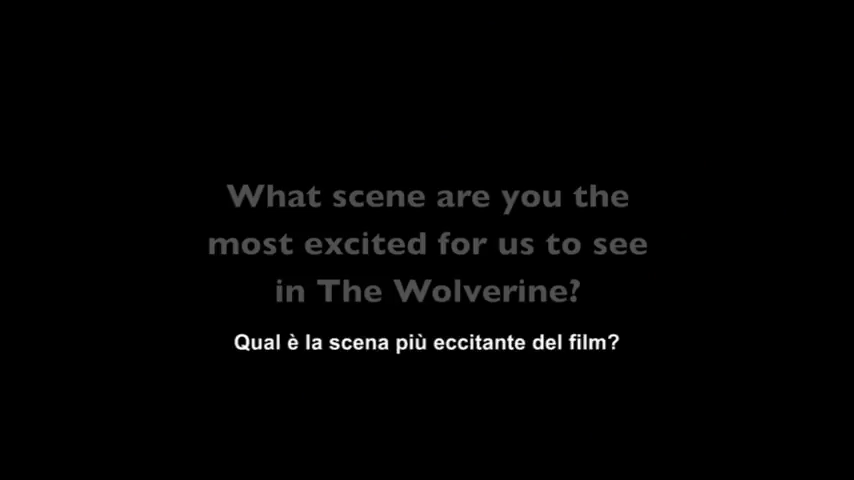 What scene are you the
most excited for us to see
in The Wolverine?
Qual è la scena più eccitante del film?